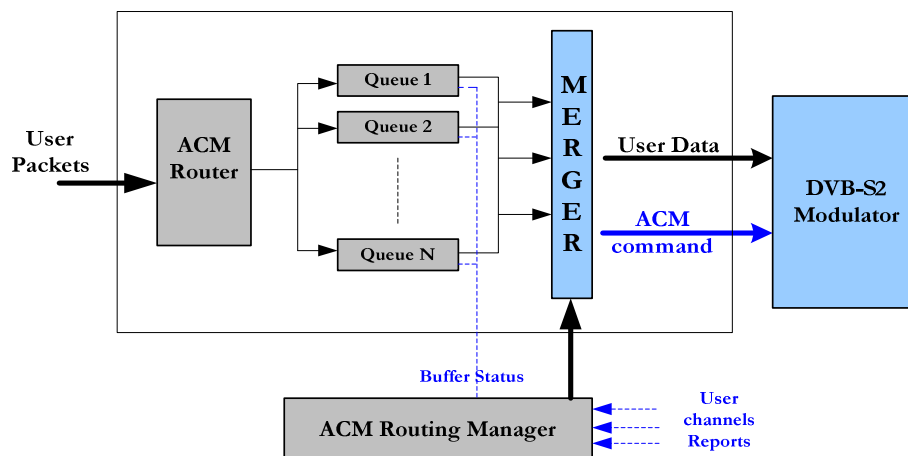 User
Packets
ACM
Router
Queue 1
Queue 2
Queue N
M
E
R
G
E
R
User Data
ACM
command
DVB-S2
Modulator
Buffer Status
ACM Routing Manager
User
channels
Reports